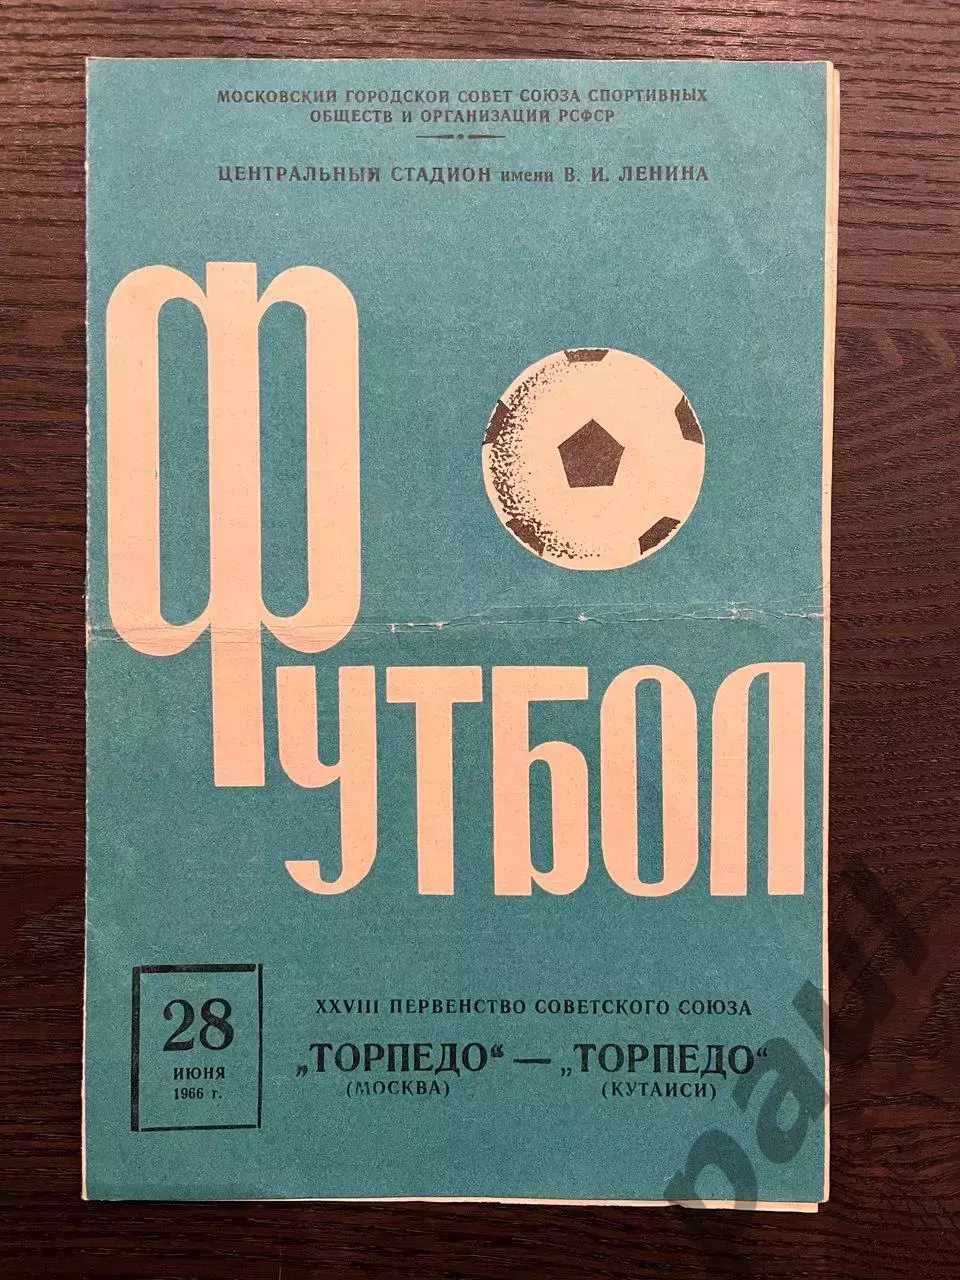 МОСКОВСКИЙ ГОРОДСКОЙ СОВЕТ СОЮЗА СПОРТИВНЫХ
ОБЩЕСТВ И ОРГАНИЗАЦИЙ РСФСР
ЦЕНТРАЛЬНЫЙ СТАДИОН имени В. И. ЛЕНИНА
ФУТБОЛ
28
ИЮНЯ
1966 г.
XXVIII ПЕРВЕНСТВО СОВЕТСКОГО СОЮЗА
„ТОРПЕДО“ — „ТОРПЕДО“
(МОСКВА) (КУТАИСИ)